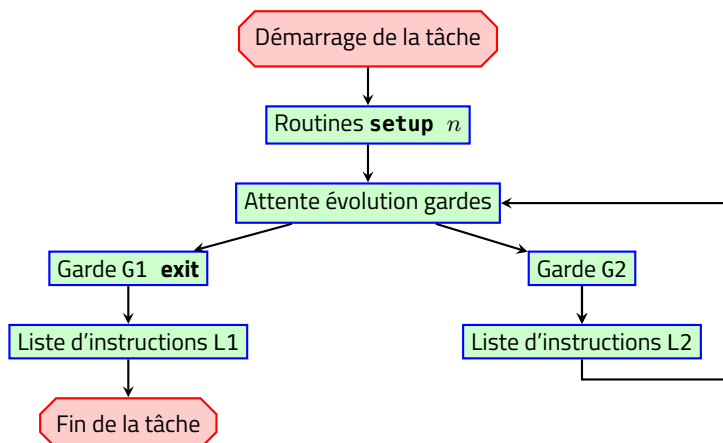 Démarrage de la tâche
Routines setup n
Attente évolution gardes
Garde G1 exit
Garde G2
Liste d'instructions L1
Liste d'instructions L2
Fin de la tâche